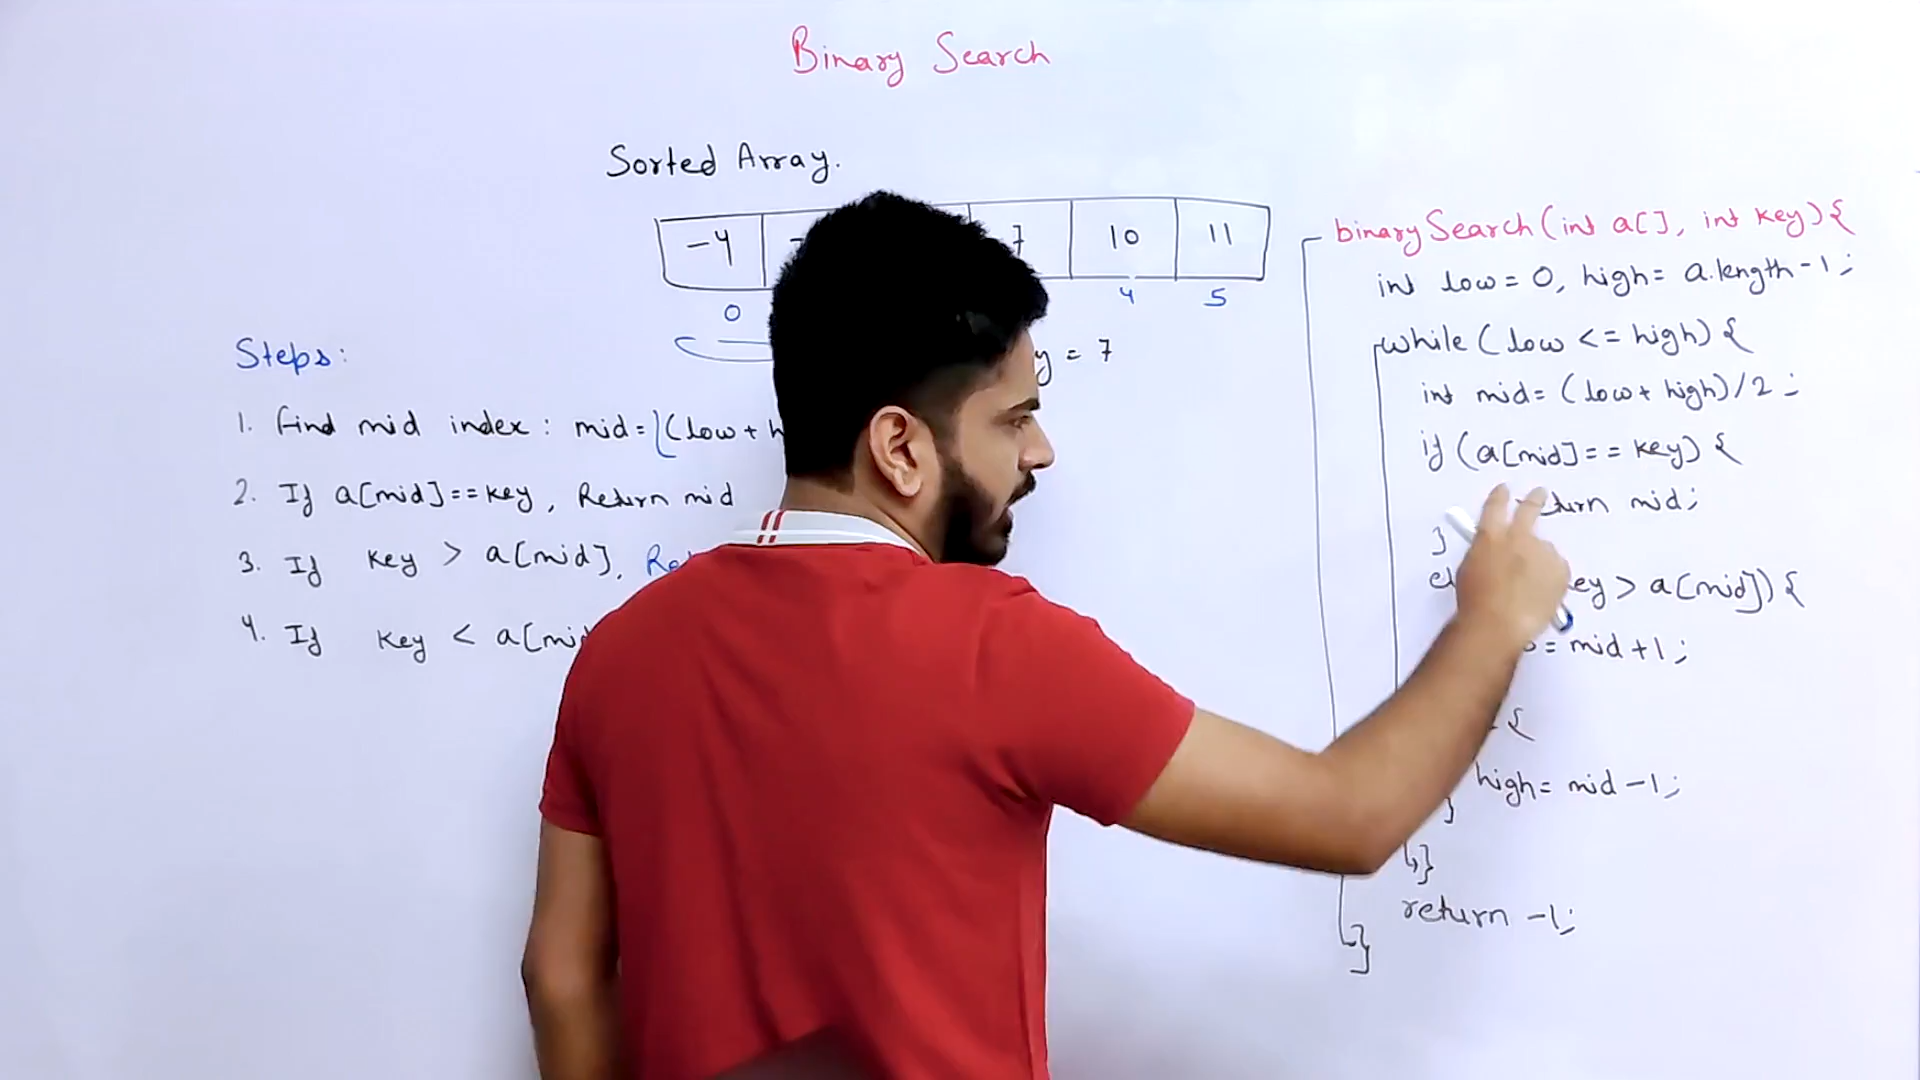 Binary Search
Sorted Array.
-4 7 10 11
0 4 5
y = 7
Steps:
1. Find mid index : mid = ⌊(low + h
2. If a[mid]==key, Return mid
3. If key > a[mid],
4. If key < a[mid
binarySearch(int a[], int key){
int low = 0, high = a.length-1;
while (low <= high) {
int mid = (low + high)/2;
if (a[mid] == key) {
turn mid;
}
ey > a[mid]) {
= mid+1;
{
high = mid-1;
}
}
return -1;
}